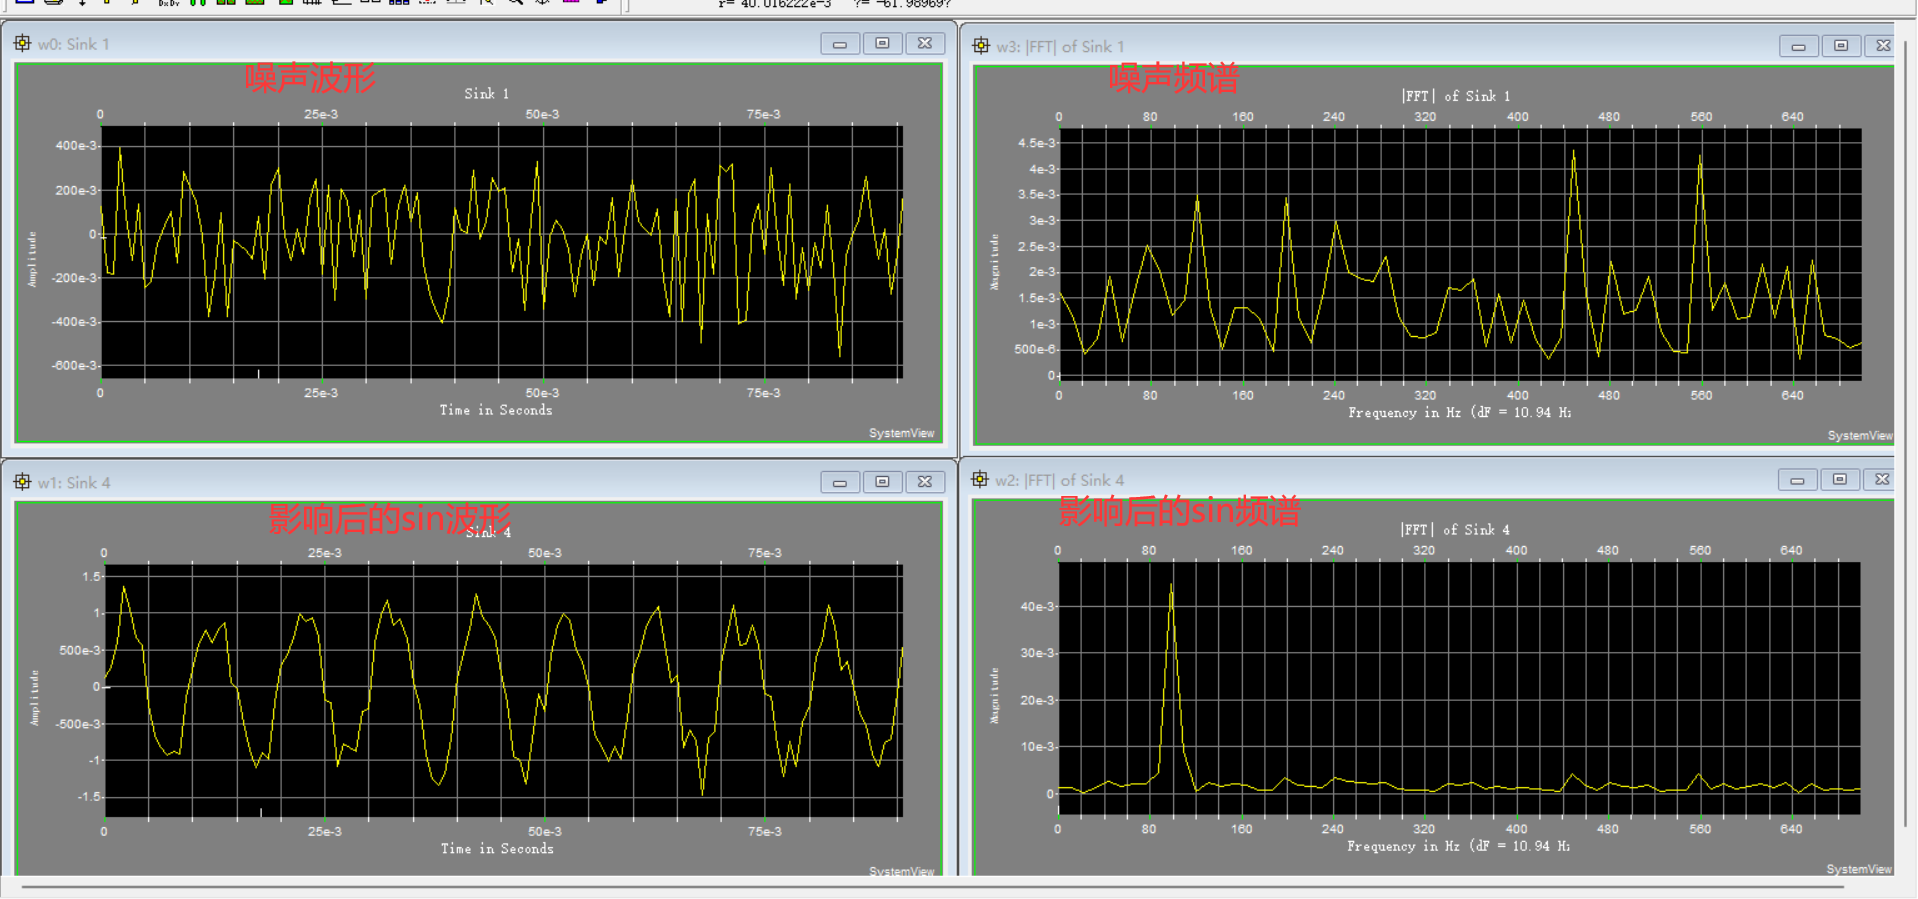 r= 40.016222e-3 ?= -61.98969?
w0: Sink 1
噪声波形
Sink 1
0 25e-3 50e-3 75e-3
400e-3
200e-3
0
-200e-3
-400e-3
-600e-3
Amplitude
0 25e-3 50e-3 75e-3
Time in Seconds
SystemView
w3: |FFT| of Sink 1
噪声频谱
|FFT| of Sink 1
0 80 160 240 320 400 480 560 640
4.5e-3
4e-3
3.5e-3
3e-3
2.5e-3
2e-3
1.5e-3
1e-3
500e-6
0
Magnitude
0 80 160 240 320 400 480 560 640
Frequency in Hz (dF = 10.94 Hz
SystemView
w1: Sink 4
影响后的sin波形
Sink 4
0 25e-3 50e-3 75e-3
1.5
1
500e-3
0
-500e-3
-1
-1.5
Amplitude
0 25e-3 50e-3 75e-3
Time in Seconds
SystemView
w2: |FFT| of Sink 4
影响后的sin频谱
|FFT| of Sink 4
0 80 160 240 320 400 480 560 640
40e-3
30e-3
20e-3
10e-3
0
Magnitude
0 80 160 240 320 400 480 560 640
Frequency in Hz (dF = 10.94 Hz
SystemView